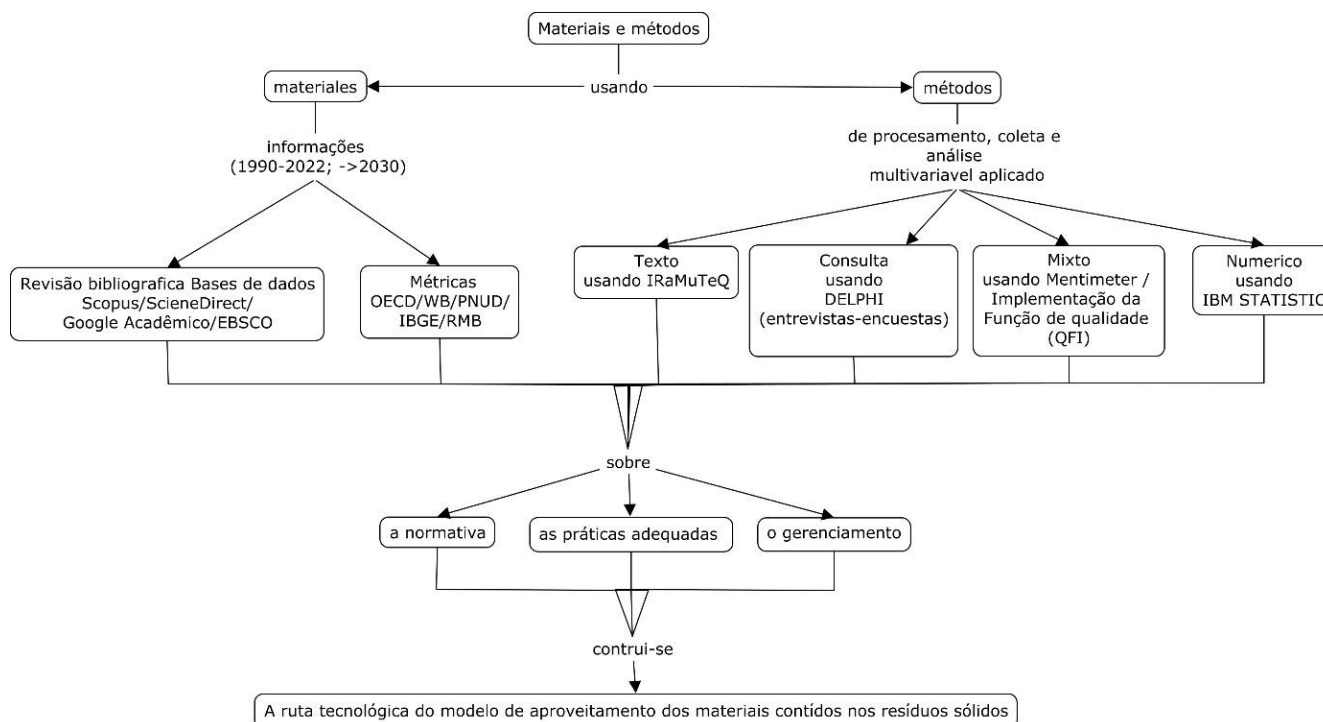 Materiais e métodos
materiales
usando
métodos
informações
(1990-2022; ->2030)
de procesamento, coleta e
análise
multivariavel aplicado
Revisão bibliografica Bases de dados
Scopus/ScieneDirect/
Google Acadêmico/EBSCO
Métricas
OECD/WB/PNUD/
IBGE/RMB
Texto
usando IRaMuTeQ
Consulta
usando
DELPHI
(entrevistas-encuestas)
Mixto
usando Mentimeter /
Implementação da
Função de qualidade
(QFI)
Numerico
usando
IBM STATISTIC
sobre
a normativa
as práticas adequadas
o gerenciamento
contrui-se
A ruta tecnológica do modelo de aproveitamento dos materiais contídos nos resíduos sólidos